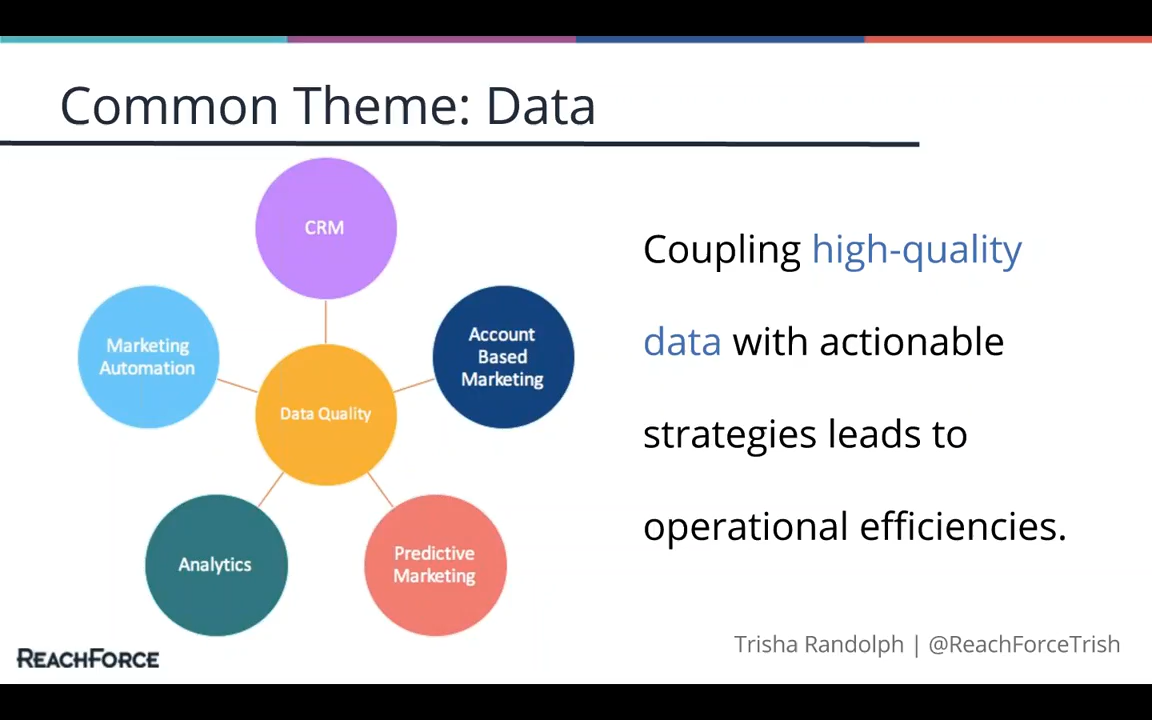 Common Theme: Data
CRM
Marketing
Automation
Account
Based
Marketing
Data Quality
Analytics
Predictive
Marketing
Coupling high-quality
data with actionable
strategies leads to
operational efficiencies.
REACHFORCE
Trisha Randolph | @ReachForceTrish